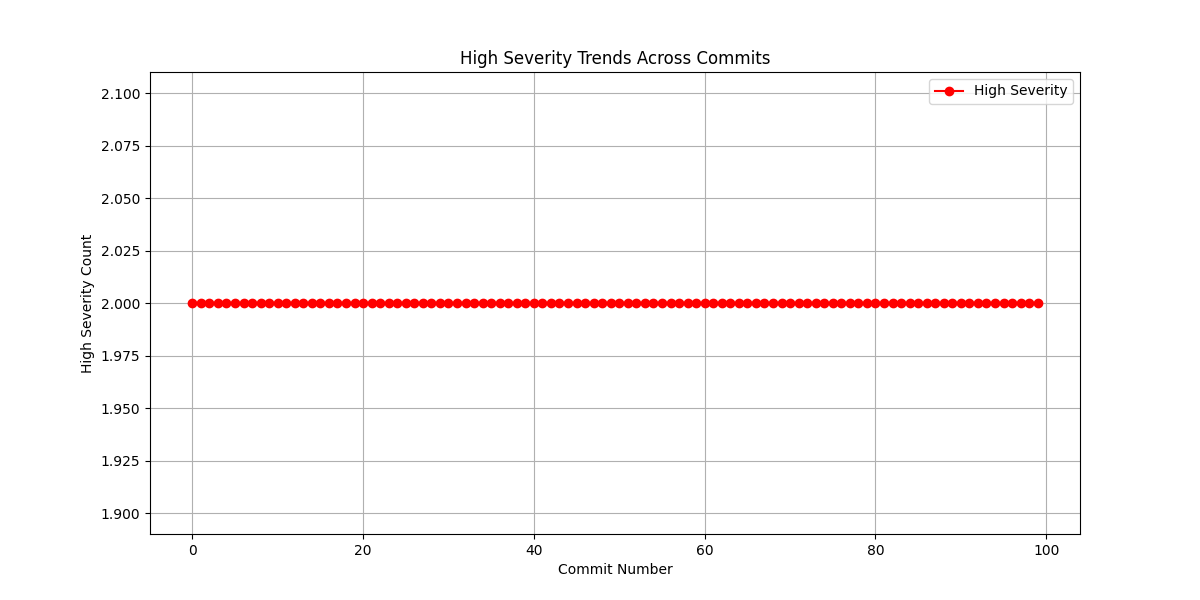 High Severity Trends Across Commits
High Severity
High Severity Count
2.100
2.075
2.050
2.025
2.000
1.975
1.950
1.925
1.900
0 20 40 60 80 100
Commit Number